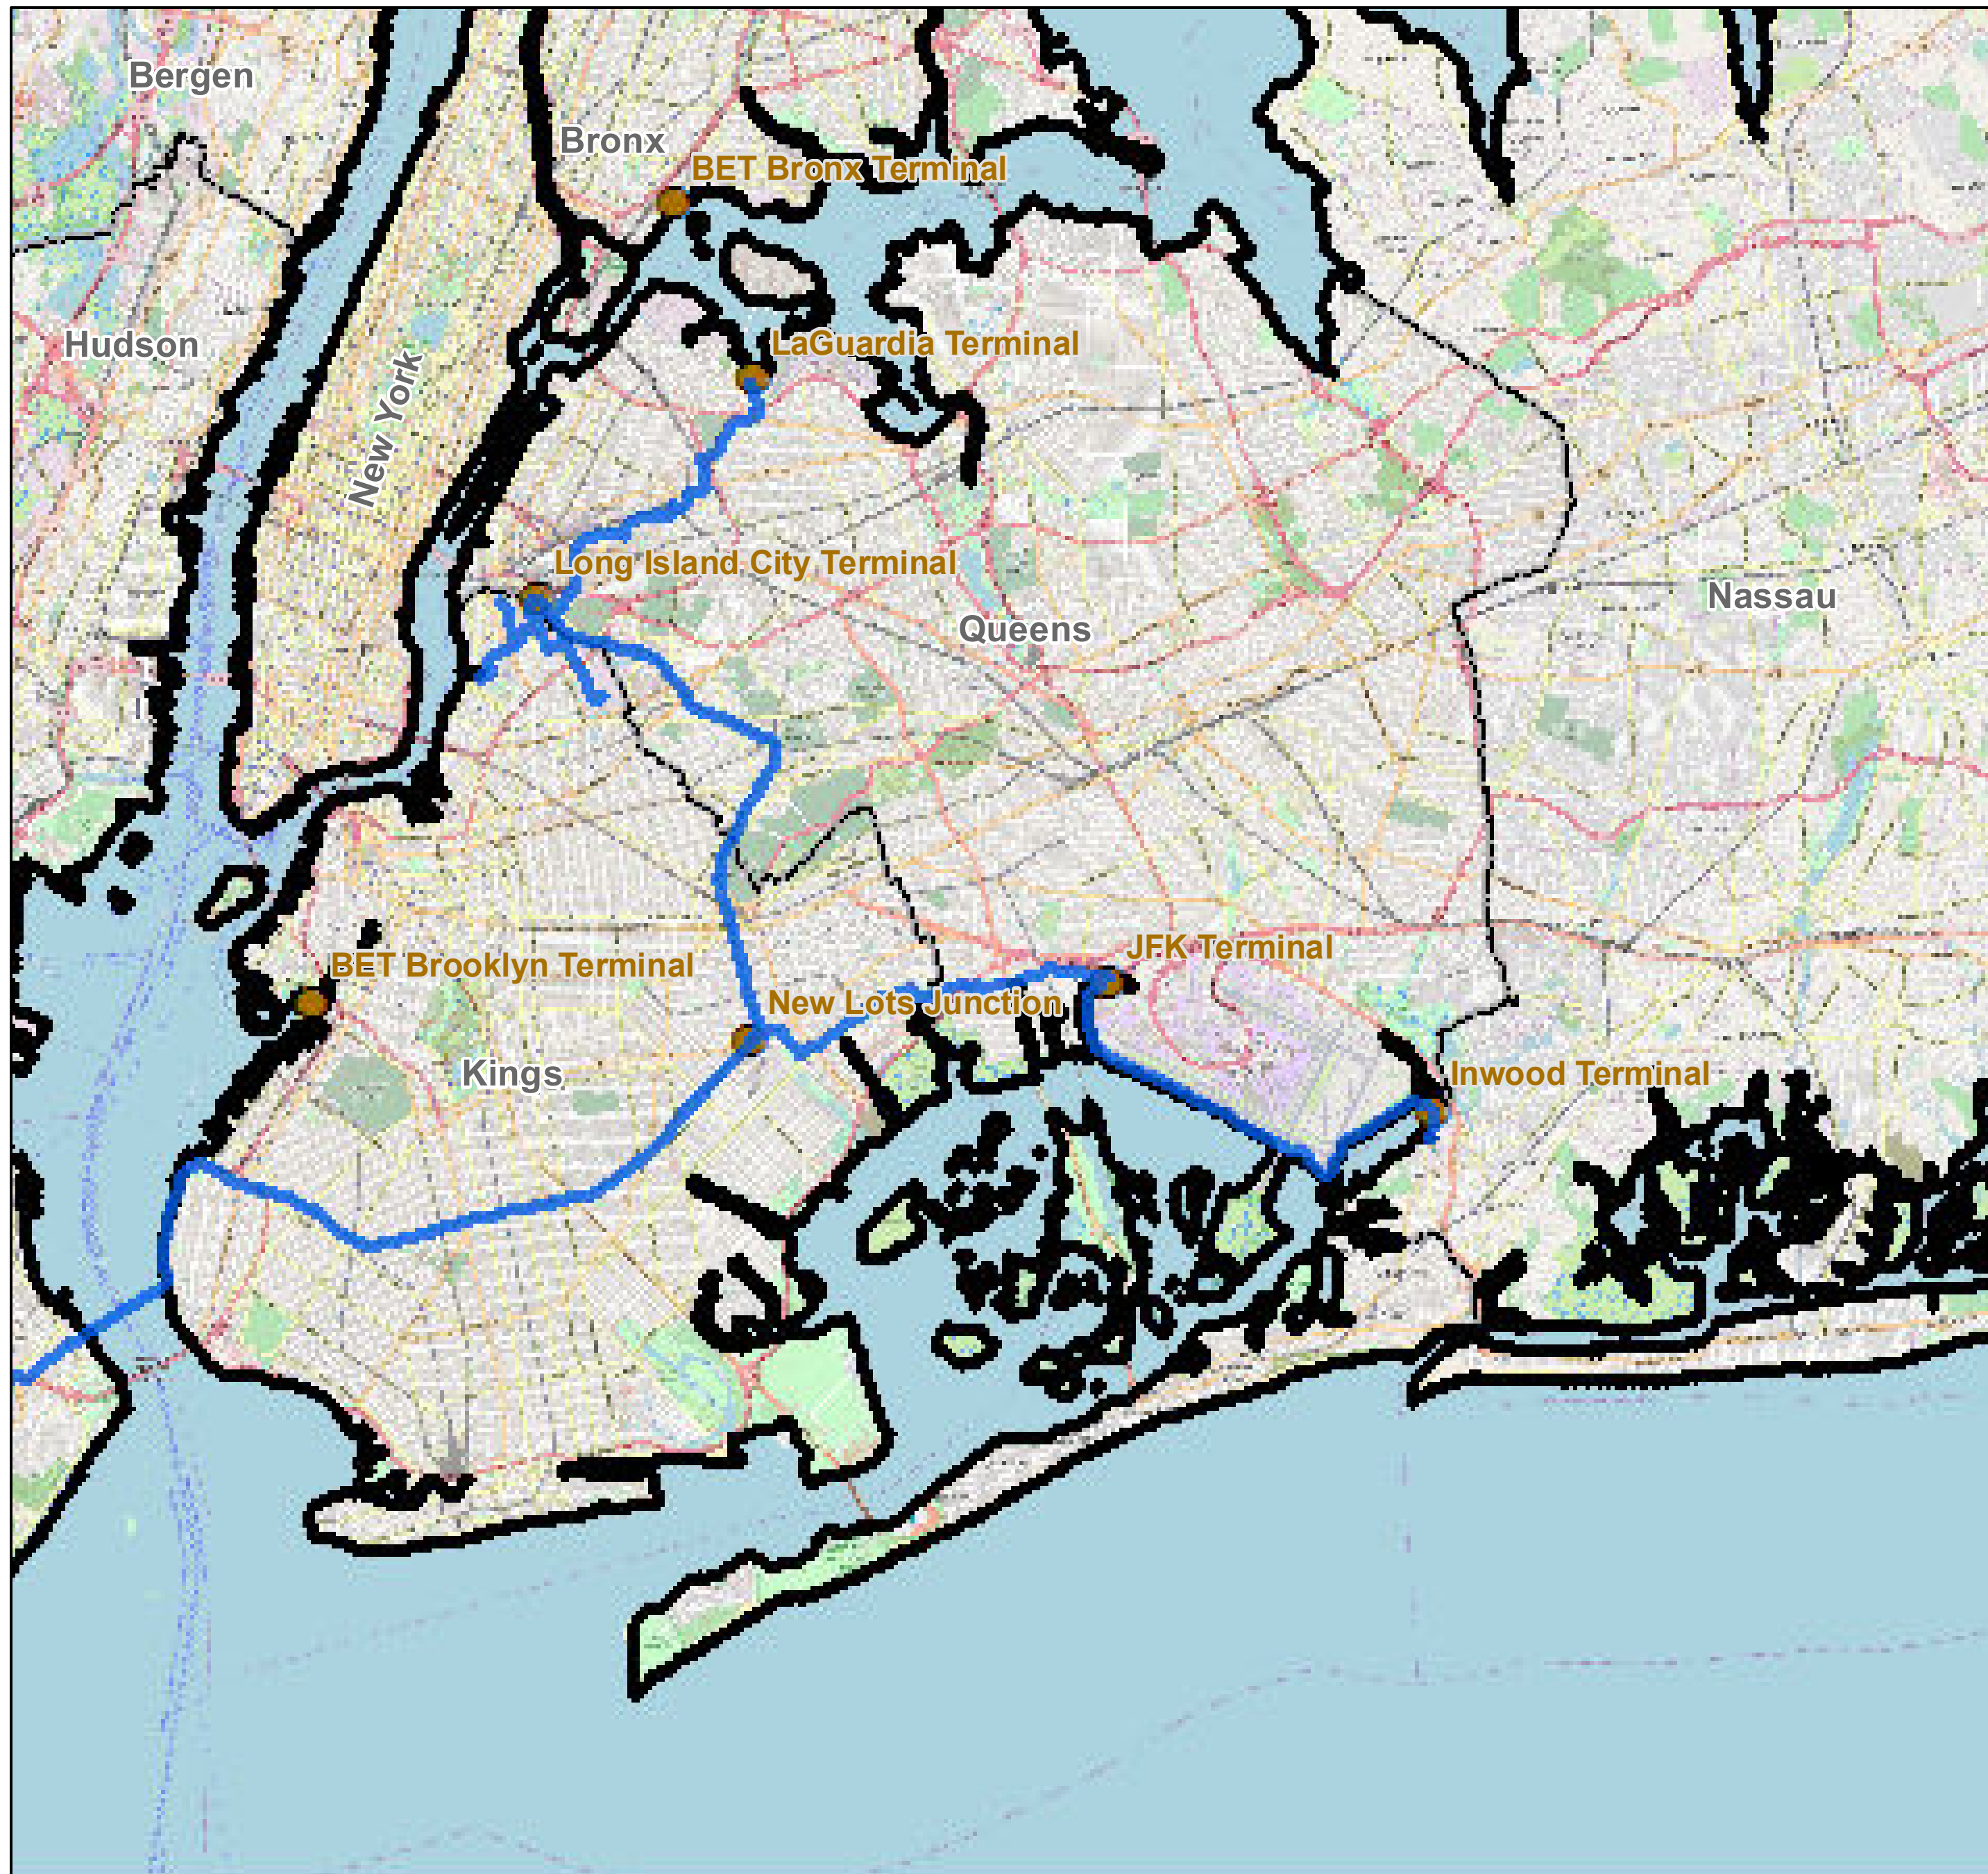 Bergen
Bronx
BET Bronx Terminal
Hudson
LaGuardia Terminal
New York
Long Island City Terminal
Nassau
Queens
JFK Terminal
BET Brooklyn Terminal
New Lots Junction
Kings
Inwood Terminal